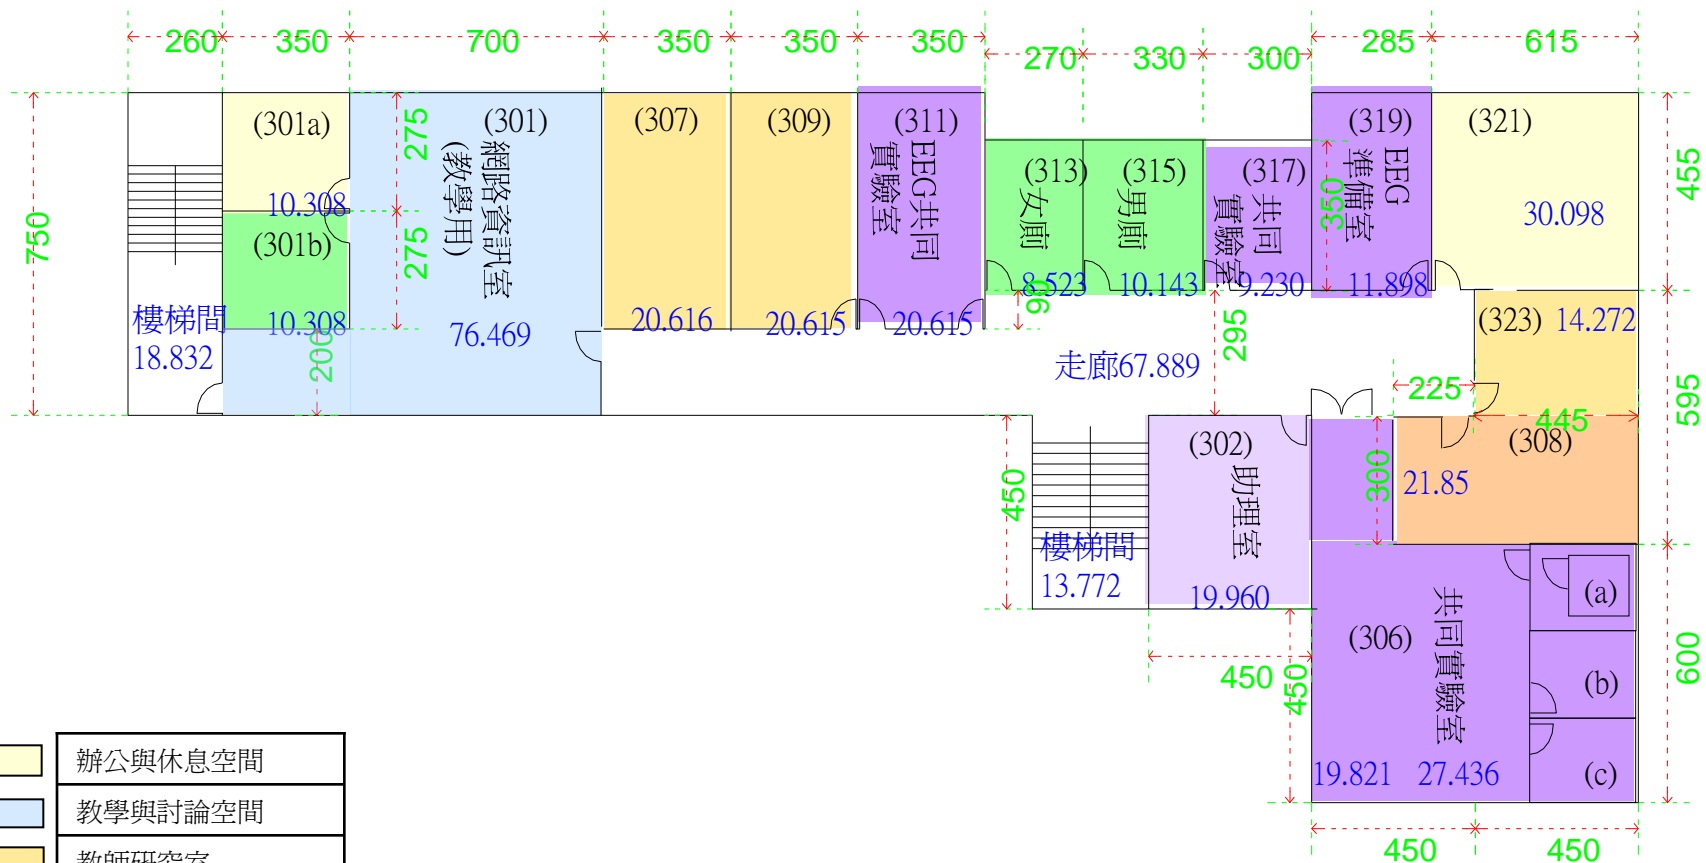 260 350 700 350 350 350 285 615
270 330 300
(301a) (301) (307) (309) (311) (319) (321)
275
網路資訊室
(教學用)
EEG共同
實驗室
EEG
準備室
455
(313) (315) (317)
女廁
男廁
共同
實驗室
350
10.308
30.098
750
(301b)
275
8.523 10.143 9.230 11.898
90
樓梯間
18.832
10.308
200
76.469
20.616 20.615 20.615
295
(323) 14.272
走廊67.889
225
595
445
(302)
(308)
助理室
300
21.85
450
樓梯間
13.772
19.960
(a)
(306)
共同實驗室
600
450
450
(b)
19.821 27.436
(c)
450 450
辦公與休息空間
教學與討論空間
教師研究室